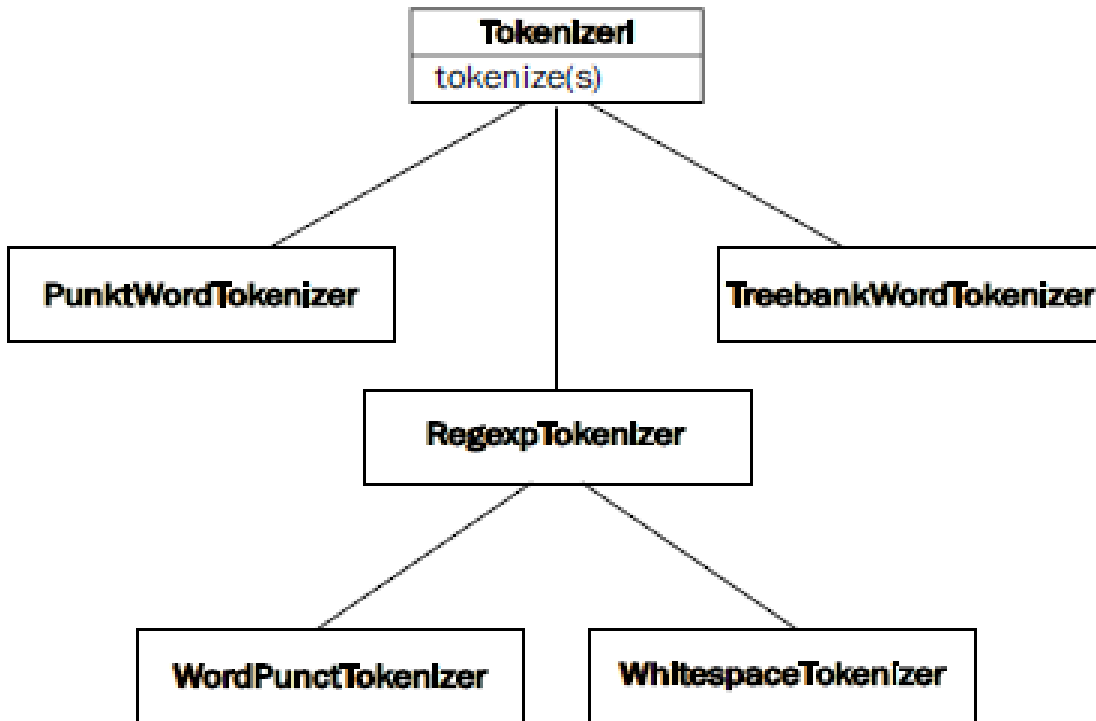 TokenizerI
tokenize(s)
PunktWordTokenizer
TreebankWordTokenizer
RegexpTokenizer
WordPunctTokenizer
WhitespaceTokenizer